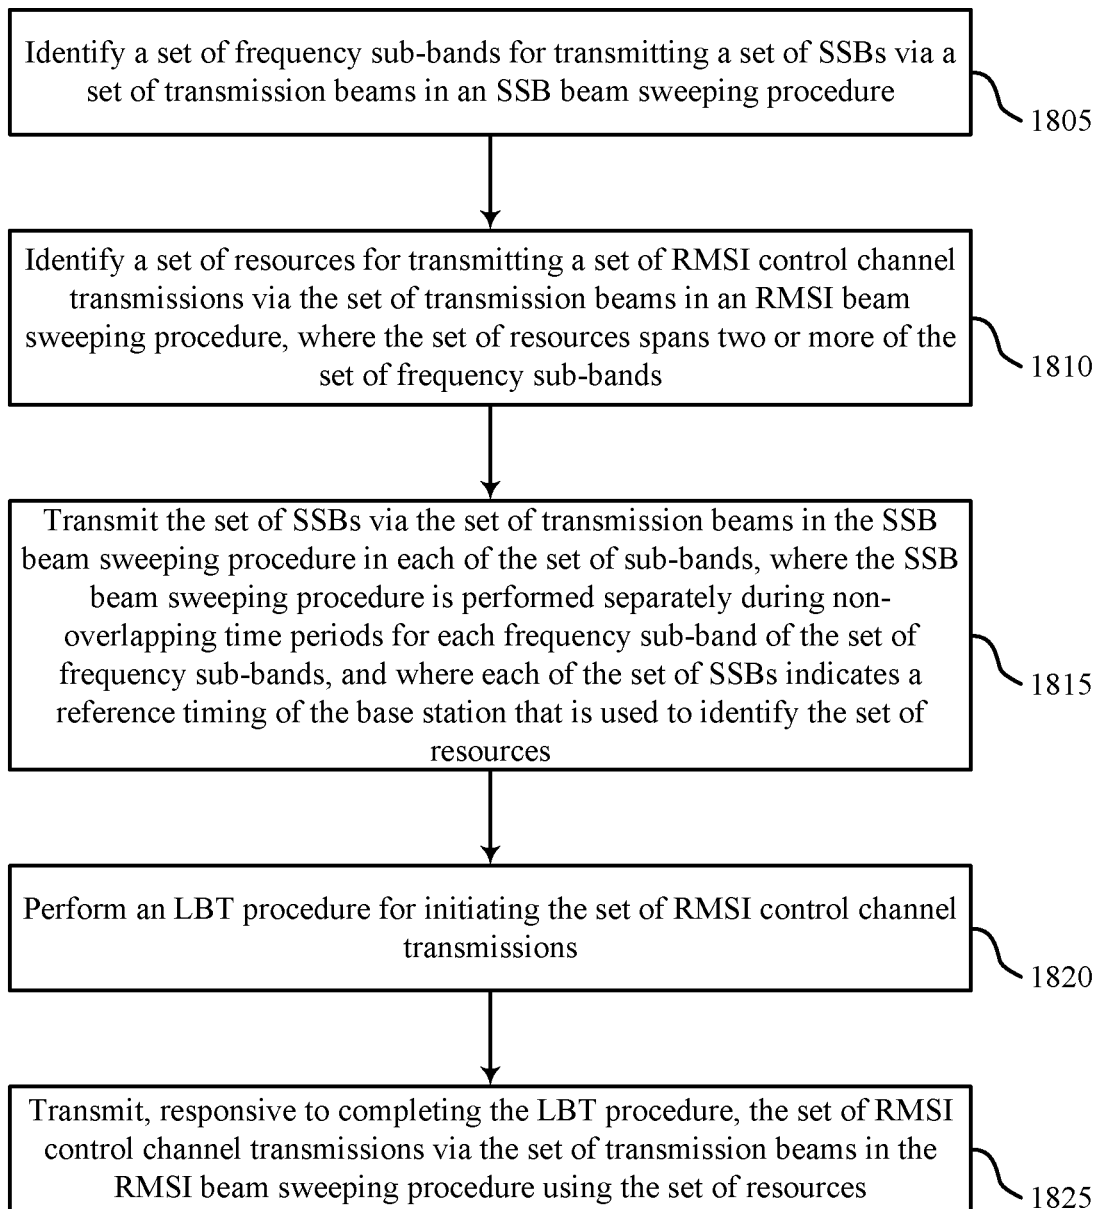 Identify a set of frequency sub-bands for transmitting a set of SSBs via a
set of transmission beams in an SSB beam sweeping procedure
1805
Identify a set of resources for transmitting a set of RMSI control channel
transmissions via the set of transmission beams in an RMSI beam
sweeping procedure, where the set of resources spans two or more of the
set of frequency sub-bands
1810
Transmit the set of SSBs via the set of transmission beams in the SSB
beam sweeping procedure in each of the set of sub-bands, where the SSB
beam sweeping procedure is performed separately during non-
overlapping time periods for each frequency sub-band of the set of
frequency sub-bands, and where each of the set of SSBs indicates a
reference timing of the base station that is used to identify the set of
resources
1815
Perform an LBT procedure for initiating the set of RMSI control channel
transmissions
1820
Transmit, responsive to completing the LBT procedure, the set of RMSI
control channel transmissions via the set of transmission beams in the
RMSI beam sweeping procedure using the set of resources
1825